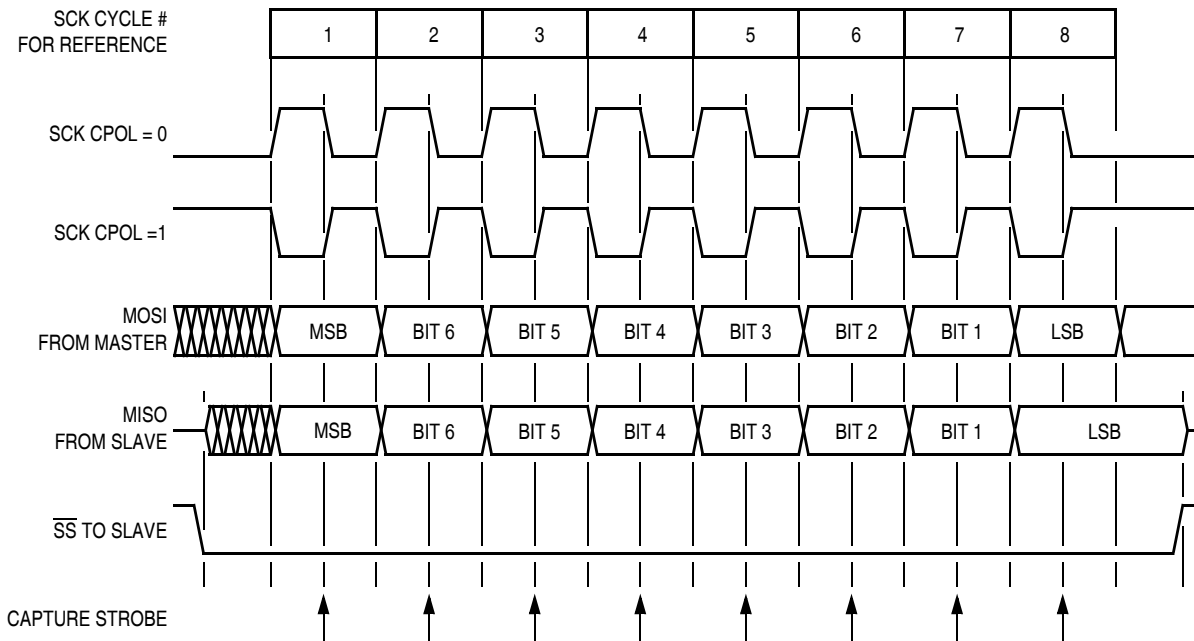 SCK CYCLE #
FOR REFERENCE
1 2 3 4 5 6 7 8
SCK CPOL = 0
SCK CPOL =1
MOSI
FROM MASTER
MSB BIT 6 BIT 5 BIT 4 BIT 3 BIT 2 BIT 1 LSB
MISO
FROM SLAVE
MSB BIT 6 BIT 5 BIT 4 BIT 3 BIT 2 BIT 1 LSB
S̅S̅ TO SLAVE
CAPTURE STROBE